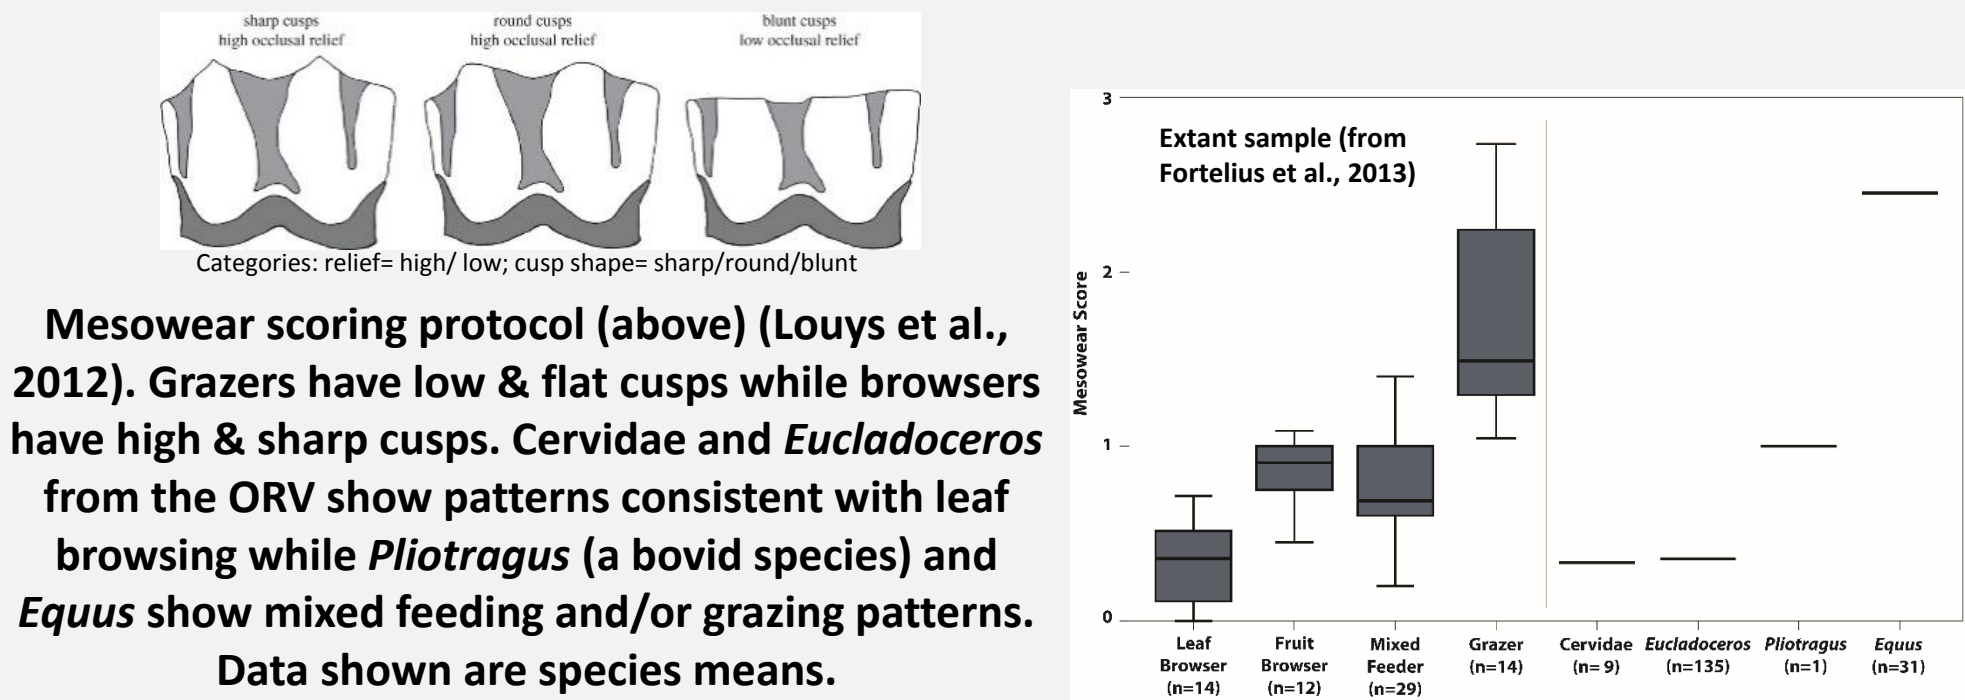 sharp cusps
high occlusal relief
round cusps
high occlusal relief
blunt cusps
low occlusal relief
Categories: relief= high/ low; cusp shape= sharp/round/blunt
Mesowear scoring protocol (above) (Louys et al.,
2012). Grazers have low & flat cusps while browsers
have high & sharp cusps. Cervidae and Eucladoceros
from the ORV show patterns consistent with leaf
browsing while Pliotragus (a bovid species) and
Equus show mixed feeding and/or grazing patterns.
Data shown are species means.
Extant sample (from
Fortelius et al., 2013)
Mesowear Score
3
2
1
0
Leaf
Browser
(n=14)
Fruit
Browser
(n=12)
Mixed
Feeder
(n=29)
Grazer
(n=14)
Cervidae
(n= 9)
Eucladoceros
(n=135)
Pliotragus
(n=1)
Equus
(n=31)